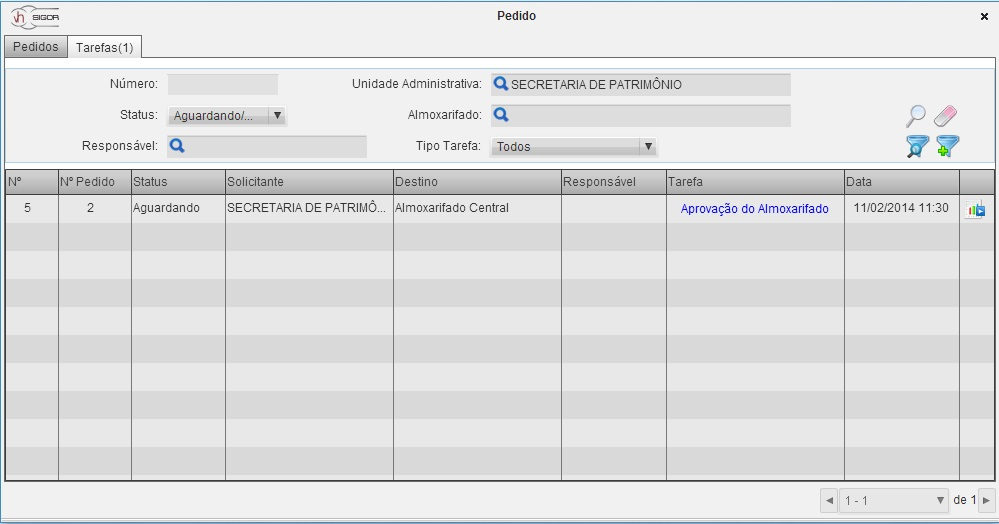 vh SIGOR
Pedido
×
Pedidos Tarefas(1)
Número: Unidade Administrativa: SECRETARIA DE PATRIMÔNIO
Status: Aguardando/... Almoxarifado:
Responsável: Tipo Tarefa: Todos
Nº Nº Pedido Status Solicitante Destino Responsável Tarefa Data
5 2 Aguardando SECRETARIA DE PATRIMÔ... Almoxarifado Central Aprovação do Almoxarifado 11/02/2014 11:30
1 - 1 de 1